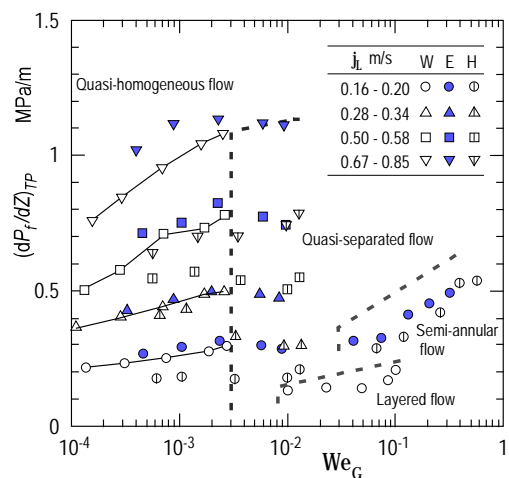 j_L m/s W E H
0.16 - 0.20
0.28 - 0.34
0.50 - 0.58
0.67 - 0.85
Quasi-homogeneous flow
Quasi-separated flow
Semi-annular
flow
Layered flow
(dP_f/dZ)_TP MPa/m
1.5
1
0.5
0
10^-4 10^-3 10^-2 10^-1 10^0
We_G